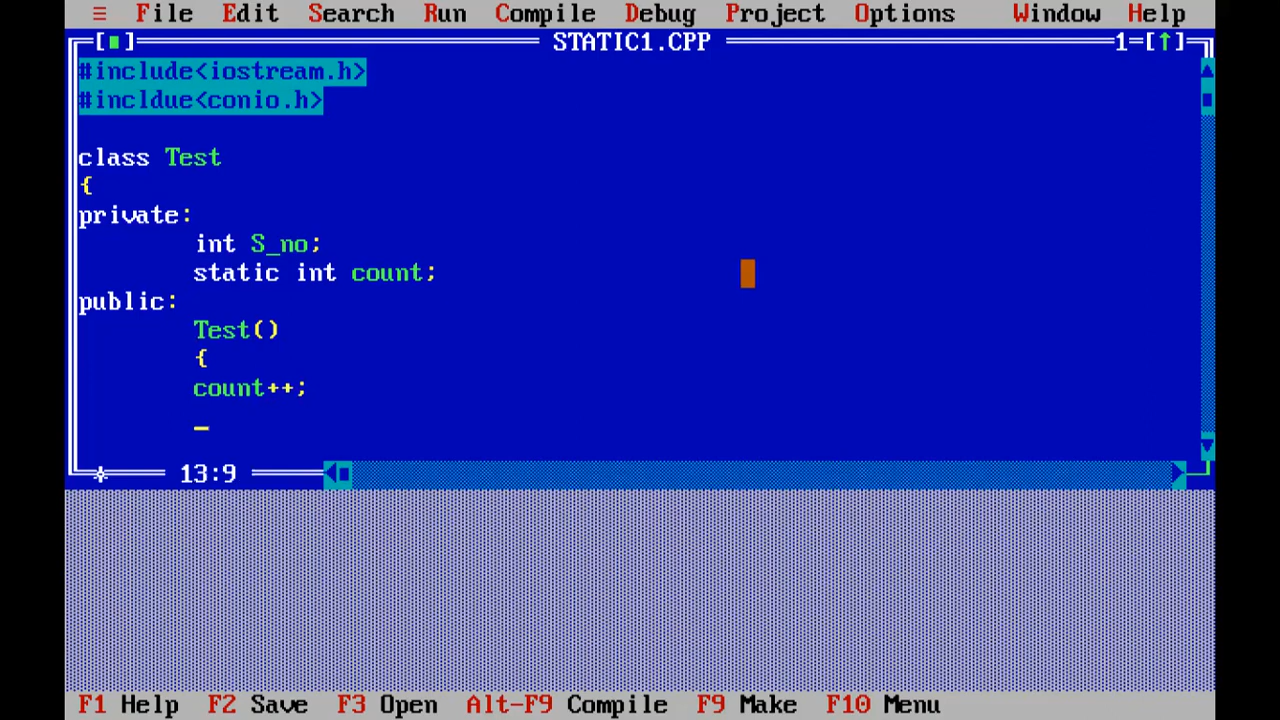 ≡ File Edit Search Run Compile Debug Project Options Window Help
[■] STATIC1.CPP 1=[↑]
#include<iostream.h>
#incldue<conio.h>
class Test
{
private:
int S_no;
static int count;
public:
Test()
{
count++;
13:9
F1 Help F2 Save F3 Open Alt-F9 Compile F9 Make F10 Menu